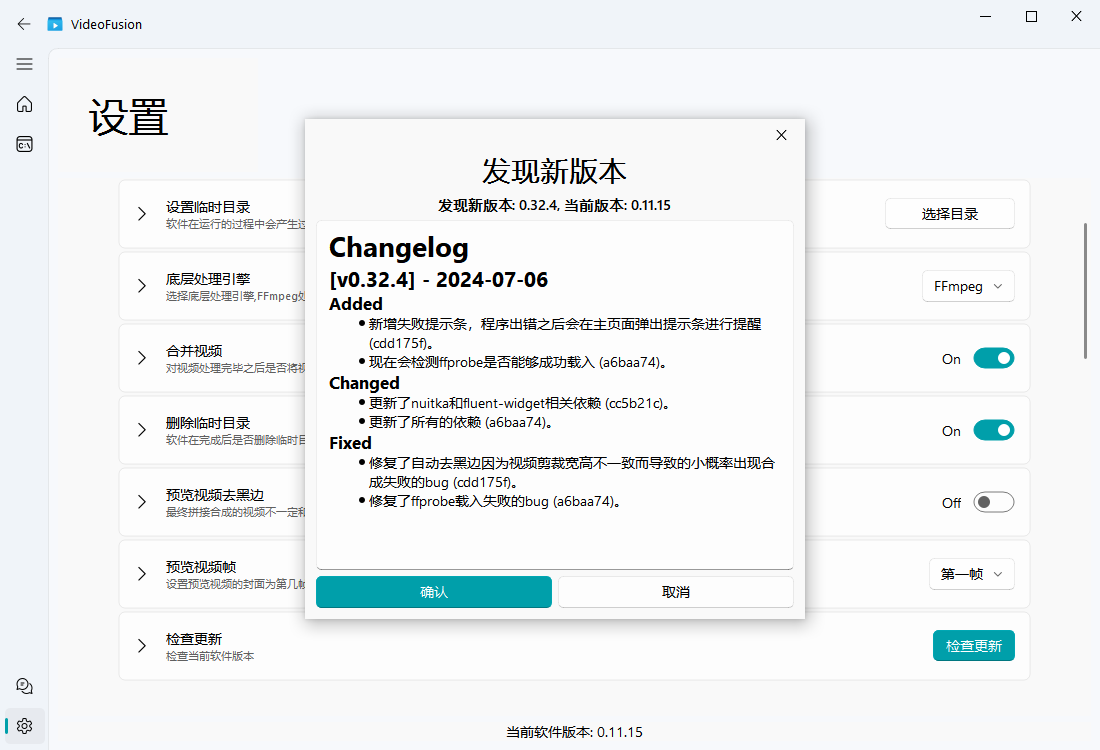 VideoFusion
设置
发现新版本
发现新版本: 0.32.4, 当前版本: 0.11.15
Changelog
[v0.32.4] - 2024-07-06
Added
新增失败提示条，程序出错之后会在主页面弹出提示条进行提醒
(cdd175f)。
现在会检测ffprobe是否能够成功载入 (a6baa74)。
Changed
更新了nuitka和fluent-widget相关依赖 (cc5b21c)。
更新了所有的依赖 (a6baa74)。
Fixed
修复了自动去黑边因为视频剪裁宽高不一致而导致的小概率出现合
成失败的bug (cdd175f)。
修复了ffprobe载入失败的bug (a6baa74)。
确认
取消
设置临时目录
软件在运行的过程中会产生过
选择目录
底层处理引擎
选择底层处理引擎,FFmpeg处
FFmpeg
合并视频
对视频处理完毕之后是否将视
On
删除临时目录
软件在完成后是否删除临时目
On
预览视频去黑边
最终拼接合成的视频不一定和
Off
预览视频帧
设置预览视频的封面为第几帧
第一帧
检查更新
检查当前软件版本
检查更新
当前软件版本: 0.11.15